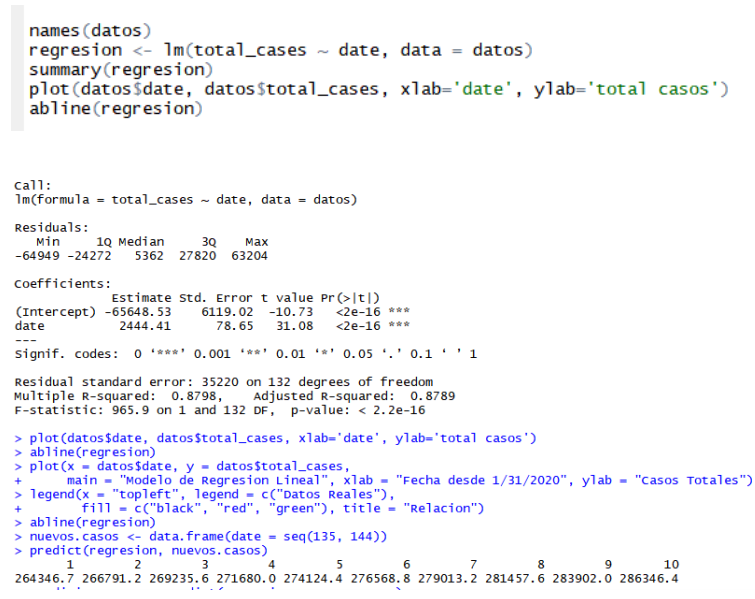 names(datos)
regresion <- lm(total_cases ~ date, data = datos)
summary(regresion)
plot(datos$date, datos$total_cases, xlab='date', ylab='total casos')
abline(regresion)
Call:
lm(formula = total_cases ~ date, data = datos)
Residuals:
   Min     1Q Median     3Q    Max
-64949 -24272   5362  27820  63204
Coefficients:
             Estimate Std. Error t value Pr(>|t|)
(Intercept) -65648.53    6119.02  -10.73   <2e-16 ***
date          2444.41      78.65   31.08   <2e-16 ***
---
Signif. codes:  0 ‘***’ 0.001 ‘**’ 0.01 ‘*’ 0.05 ‘.’ 0.1 ‘ ’ 1
Residual standard error: 35220 on 132 degrees of freedom
Multiple R-squared:  0.8798,    Adjusted R-squared:  0.8789
F-statistic: 965.9 on 1 and 132 DF,  p-value: < 2.2e-16
> plot(datos$date, datos$total_cases, xlab='date', ylab='total casos')
> abline(regresion)
> plot(x = datos$date, y = datos$total_cases,
+      main = "Modelo de Regresion Lineal", xlab = "Fecha desde 1/31/2020", ylab = "Casos Totales")
> legend(x = "topleft", legend = c("Datos Reales"),
+        fill = c("black", "red", "green"), title = "Relacion")
> abline(regresion)
> nuevos.casos <- data.frame(date = seq(135, 144))
> predict(regresion, nuevos.casos)
       1        2        3        4        5        6        7        8        9       10
264346.7 266791.2 269235.6 271680.0 274124.4 276568.8 279013.2 281457.6 283902.0 286346.4